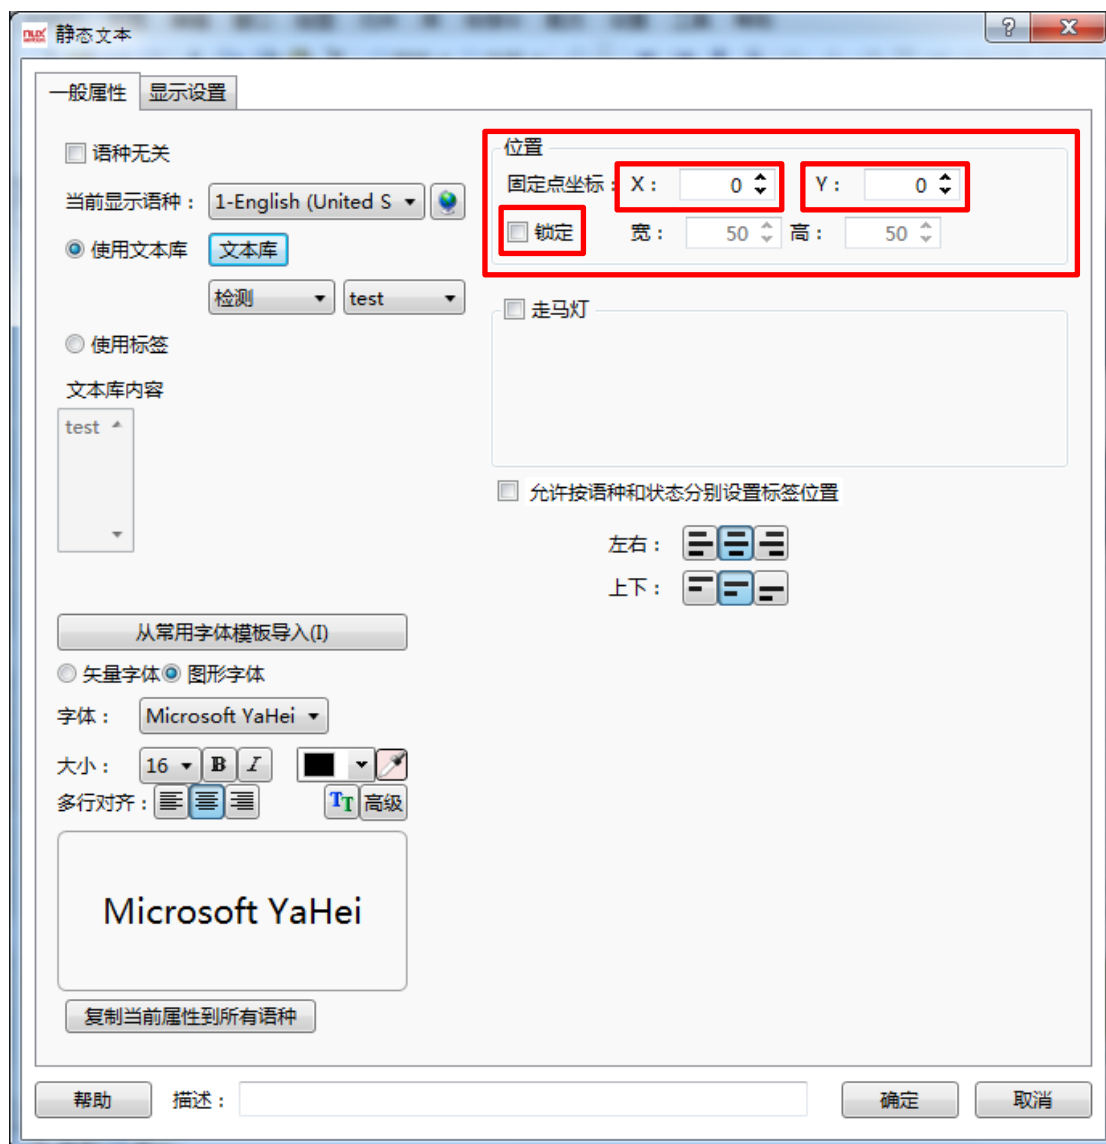 静态文本
一般属性 显示设置
语种无关
当前显示语种： 1-English (United S
使用文本库 文本库
检测 test
使用标签
文本库内容
test
从常用字体模板导入(I)
矢量字体 图形字体
字体： Microsoft YaHei
大小： 16 B I
多行对齐： TT 高级
Microsoft YaHei
复制当前属性到所有语种
位置
固定点坐标： X： 0 Y： 0
锁定 宽： 50 高： 50
走马灯
允许按语种和状态分别设置标签位置
左右：
上下：
帮助 描述： 确定 取消